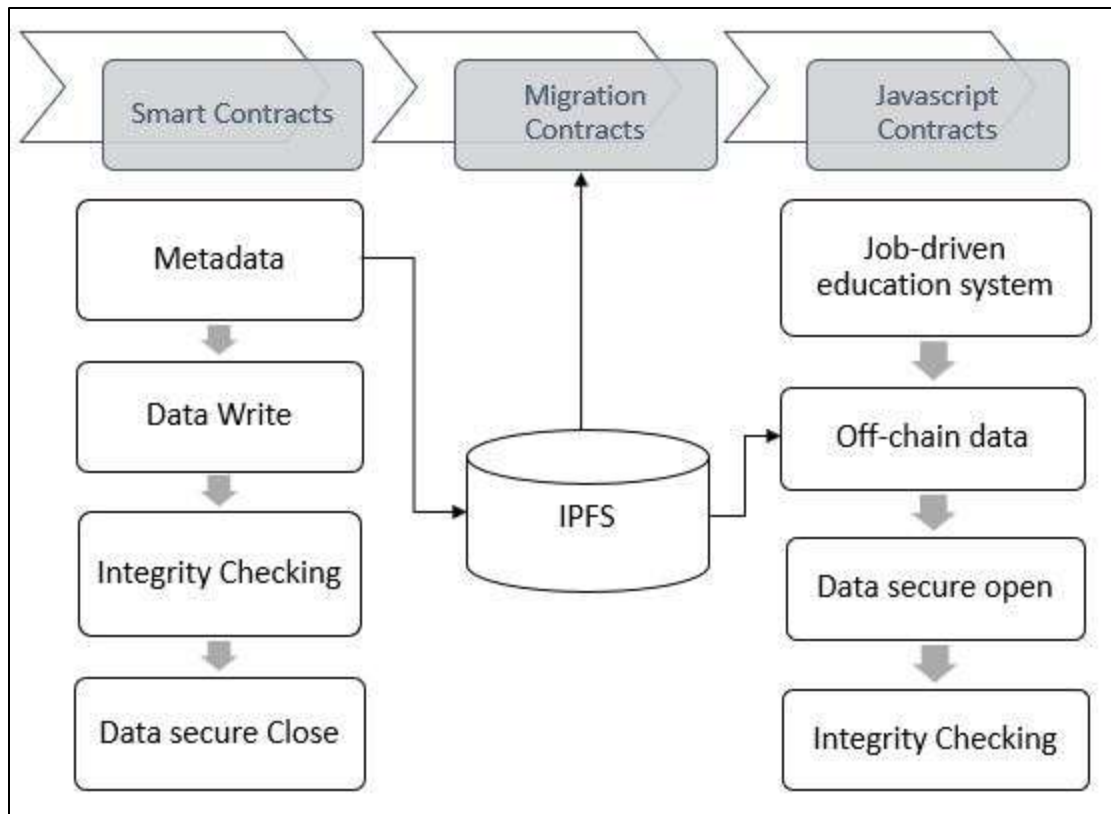 Smart Contracts
Migration
Contracts
Javascript
Contracts
Metadata
Data Write
Integrity Checking
Data secure Close
IPFS
Job-driven
education system
Off-chain data
Data secure open
Integrity Checking